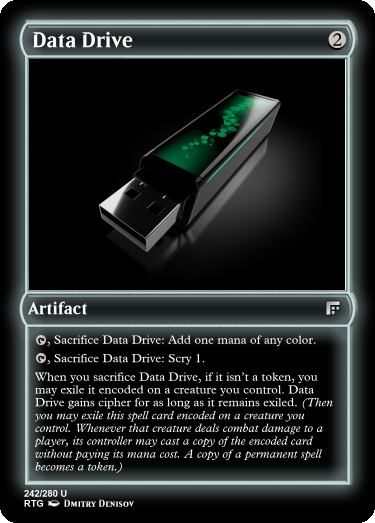 Data Drive
2
Artifact
, Sacrifice Data Drive: Add one mana of any color.
, Sacrifice Data Drive: Scry 1.
When you sacrifice Data Drive, if it isn't a token, you
may exile it encoded on a creature you control. Data
Drive gains cipher for as long as it remains exiled. (Then
you may exile this spell card encoded on a creature you
control. Whenever that creature deals combat damage to a
player, its controller may cast a copy of the encoded card
without paying its mana cost. A copy of a permanent spell
becomes a token.)
242/280 U
RTG Dmitry Denisov